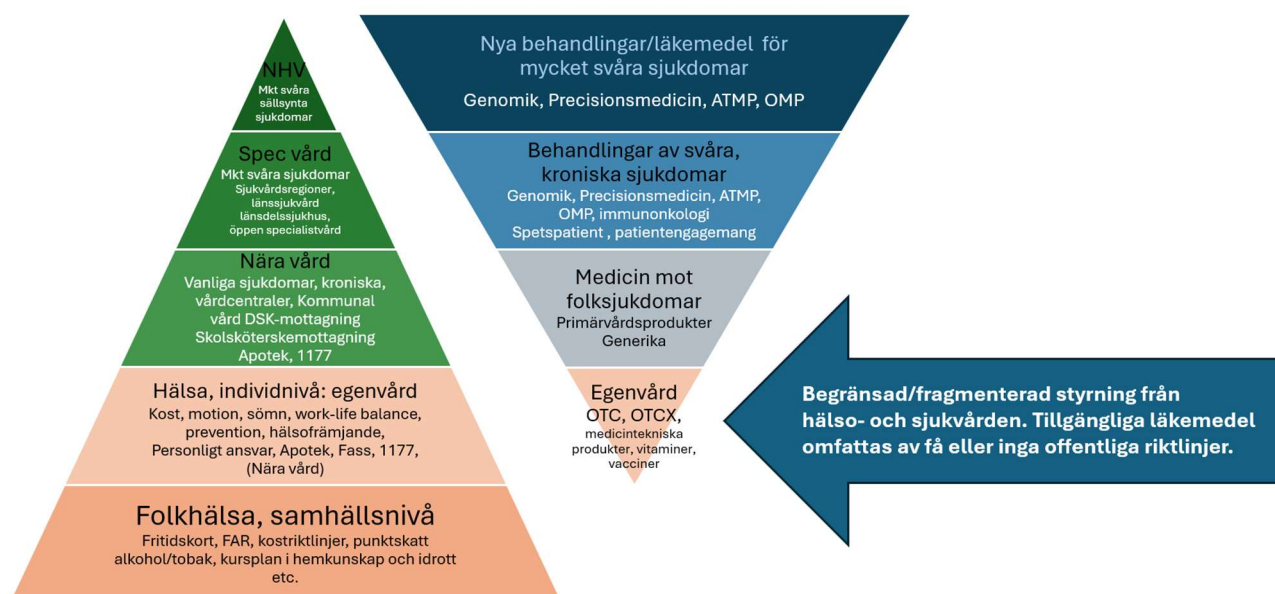 NHV
Mkt svåra
sällsynta
sjukdomar
Spec vård
Mkt svåra sjukdomar
Sjukvårdsregioner,
länssjukvård
länsdelssjukhus,
öppen specialistvård
Nära vård
Vanliga sjukdomar, kroniska,
vårdcentraler, Kommunal
vård DSK-mottagning
Skolsköterskemottagning
Apotek, 1177
Hälsa, individnivå: egenvård
Kost, motion, sömn, work-life balance,
prevention, hälsofrämjande,
Personligt ansvar, Apotek, Fass, 1177,
(Nära vård)
Folkhälsa, samhällsnivå
Fritidskort, FAR, kostriktlinjer, punktskatt
alkohol/tobak, kursplan i hemkunskap och idrott
etc.
Nya behandlingar/läkemedel för
mycket svåra sjukdomar
Genomik, Precisionsmedicin, ATMP, OMP
Behandlingar av svåra,
kroniska sjukdomar
Genomik, Precisionsmedicin, ATMP,
OMP, immunonkologi
Spetspatient , patientengagemang
Medicin mot
folksjukdomar
Primärvårdsprodukter
Generika
Egenvård
OTC, OTCX,
medicintekniska
produkter, vitaminer,
vacciner
Begränsad/fragmenterad styrning från
hälso- och sjukvården. Tillgängliga läkemedel
omfattas av få eller inga offentliga riktlinjer.